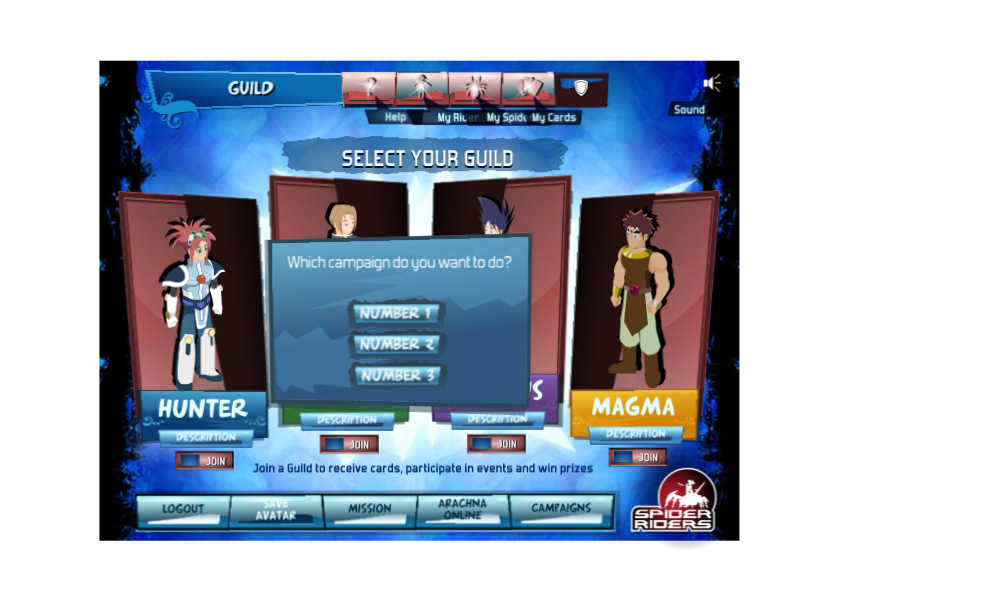 GUILD
Sound
Help My Ri My Spide My Cards
SELECT YOUR GUILD
Which campaign do you want to do?
NUMBER 1
NUMBER 2
NUMBER 3
HUNTER
MAGMA
DESCRIPTION
DESCRIPTION
DESCRIPTION
DESCRIPTION
JOIN
JOIN
JOIN
JOIN
Join a Guild to receive cards, participate in events and win prizes
LOGOUT
SAVE
AVATAR
MISSION
ARACHNA
ONLINE
CAMPAIGNS
SPIDER
RIDERS